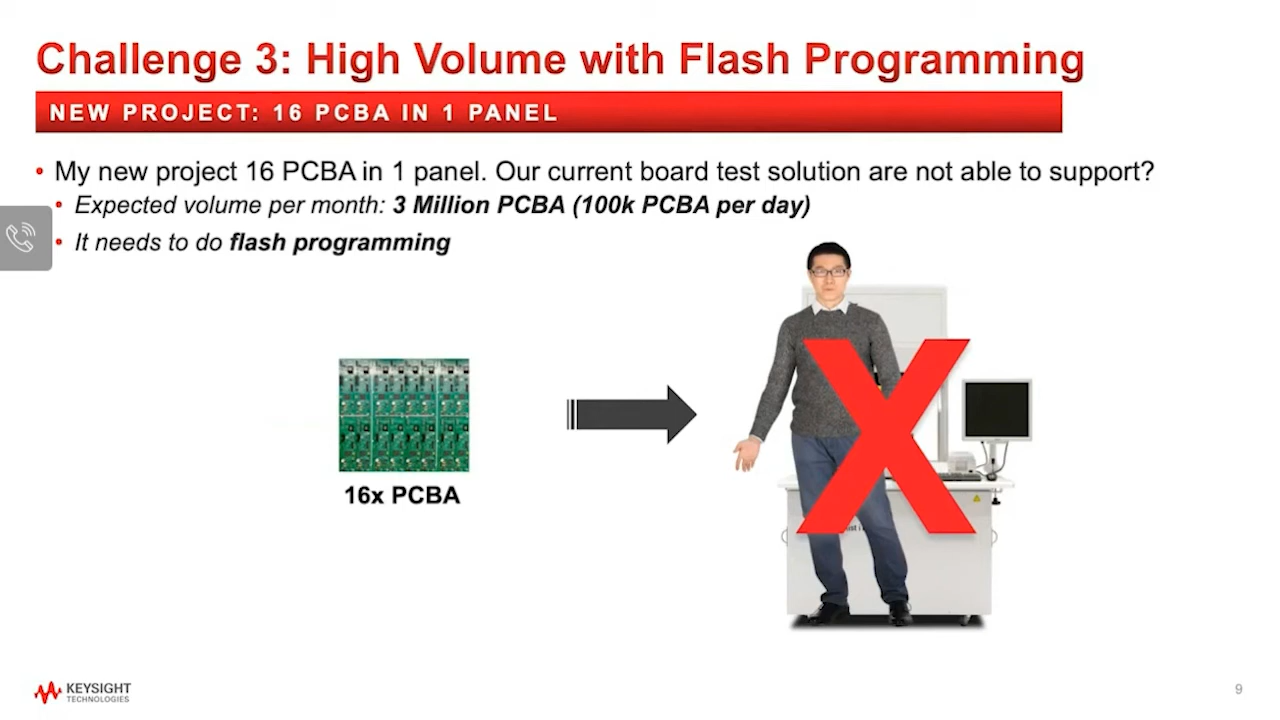 Challenge 3: High Volume with Flash Programming
NEW PROJECT: 16 PCBA IN 1 PANEL
• My new project 16 PCBA in 1 panel. Our current board test solution are not able to support?
• Expected volume per month: 3 Million PCBA (100k PCBA per day)
• It needs to do flash programming
16x PCBA
X
KEYSIGHT
TECHNOLOGIES
9